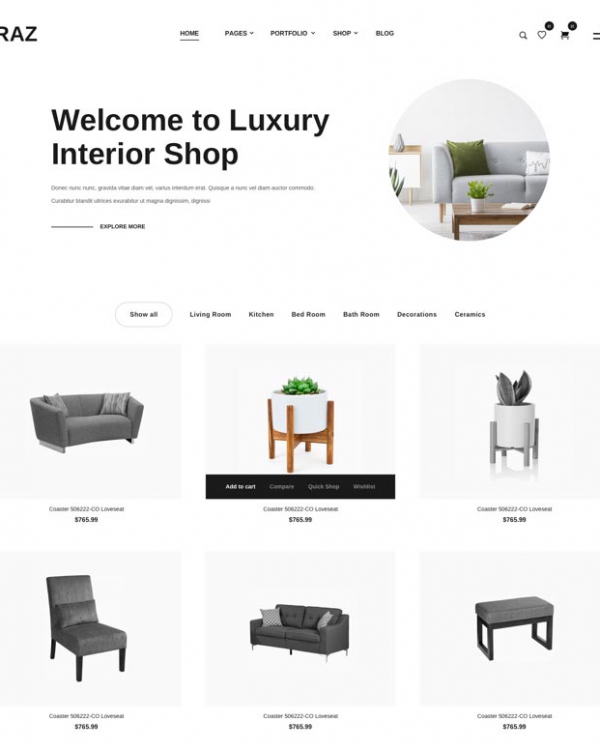 RAZ
HOME PAGES PORTFOLIO SHOP BLOG
Welcome to Luxury
Interior Shop
Donec nunc nunc, gravida vitae diam vel, varius interdum erat. Quisque a nunc vel diam auctor commodo.
Curabitur blandit ultrices exurabitur ut magna dignissim, dignissi
EXPLORE MORE
Show all Living Room Kitchen Bed Room Bath Room Decorations Ceramics
Add to cart Compare Quick Shop Wishlist
Coaster 506222-CO Loveseat Coaster 506222-CO Loveseat Coaster 506222-CO Loveseat
$765.99 $765.99 $765.99
Coaster 506222-CO Loveseat Coaster 506222-CO Loveseat Coaster 506222-CO Loveseat
$765.99 $765.99 $765.99